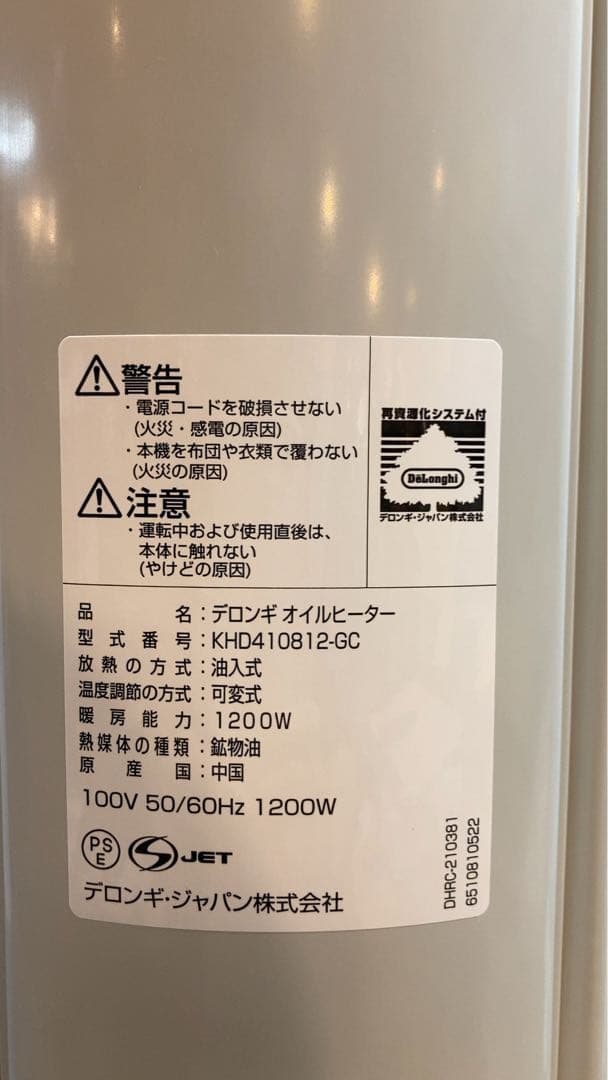 ⚠警告
・電源コードを破損させない
(火災・感電の原因)
・本機を布団や衣類で覆わない
(火災の原因)
⚠注意
・運転中および使用直後は、
本体に触れない
(やけどの原因)
再資源化システム付
DeLonghi
デロンギ・ジャパン株式会社
品名：デロンギ オイルヒーター
型式番号：KHD410812-GC
放熱の方式：油入式
温度調節の方式：可変式
暖房能力：1200W
熱媒体の種類：鉱物油
原産国：中国
100V 50/60Hz 1200W
PS
E
JET
デロンギ・ジャパン株式会社
DHRC-210381
6510810522